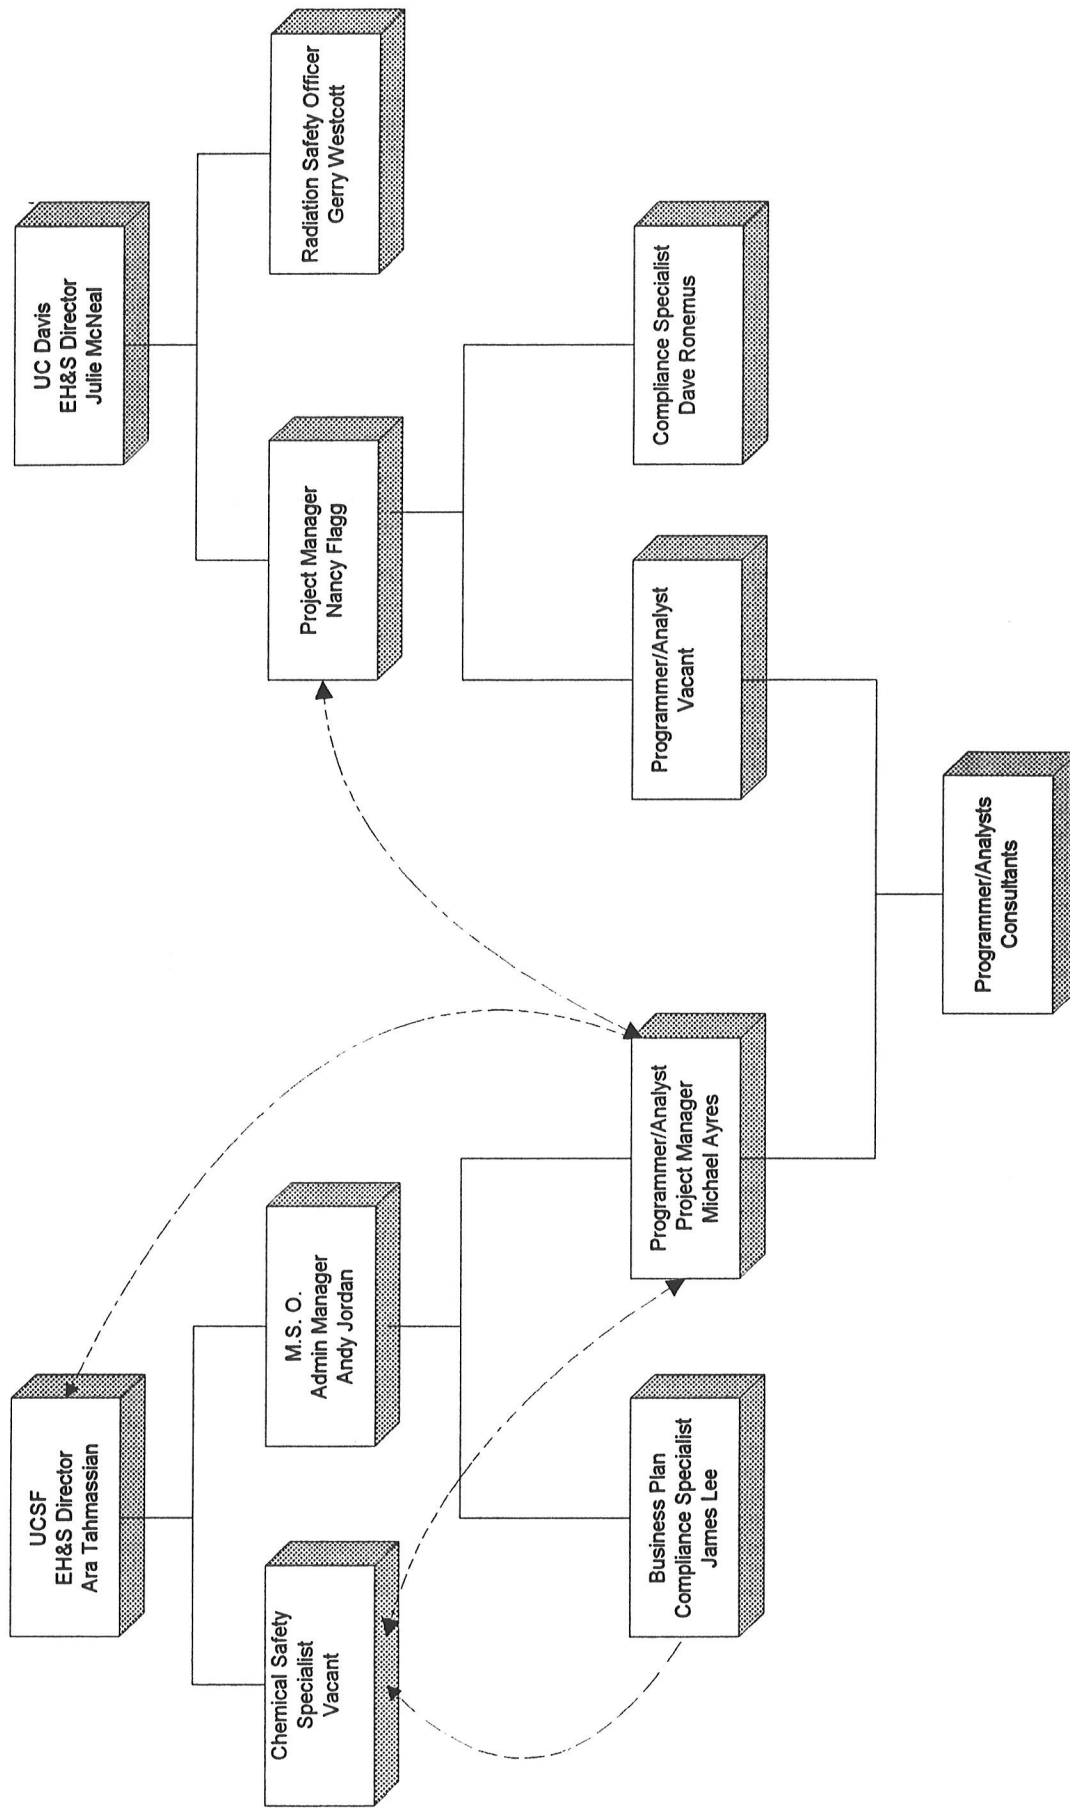 UCSF
EH&S Director
Ara Tahmassian
UC Davis
EH&S Director
Julie McNeal
Chemical Safety
Specialist
Vacant
M.S. O.
Admin Manager
Andy Jordan
Project Manager
Nancy Flagg
Radiation Safety Officer
Gerry Westcott
Business Plan
Compliance Specialist
James Lee
Programmer/Analyst
Project Manager
Michael Ayres
Programmer/Analyst
Vacant
Compliance Specialist
Dave Ronemus
Programmer/Analysts
Consultants